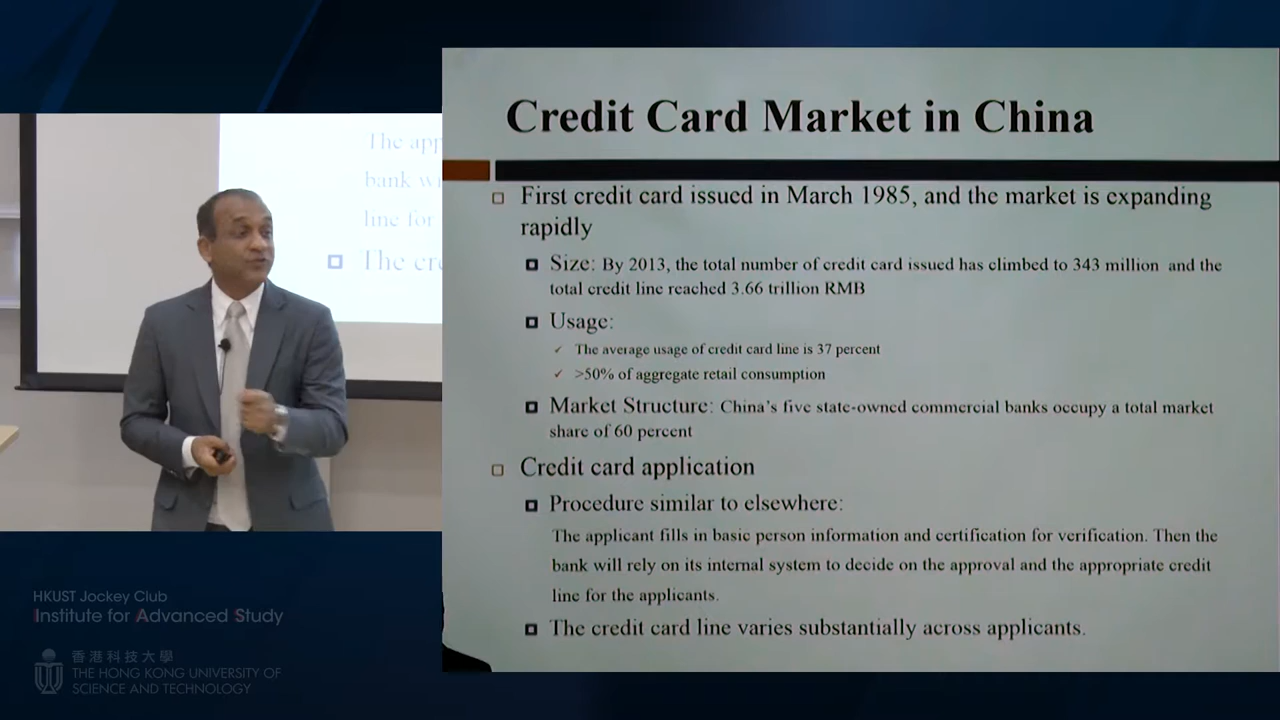 The app
bank wi
line for
The cre
HKUST Jockey Club
Institute for Advanced Study
香港科技大學
THE HONG KONG UNIVERSITY OF
SCIENCE AND TECHNOLOGY
Credit Card Market in China
First credit card issued in March 1985, and the market is expanding
rapidly
Size: By 2013, the total number of credit card issued has climbed to 343 million and the
total credit line reached 3.66 trillion RMB
Usage:
✓ The average usage of credit card line is 37 percent
✓ >50% of aggregate retail consumption
Market Structure: China's five state-owned commercial banks occupy a total market
share of 60 percent
Credit card application
Procedure similar to elsewhere:
The applicant fills in basic person information and certification for verification. Then the
bank will rely on its internal system to decide on the approval and the appropriate credit
line for the applicants.
The credit card line varies substantially across applicants.